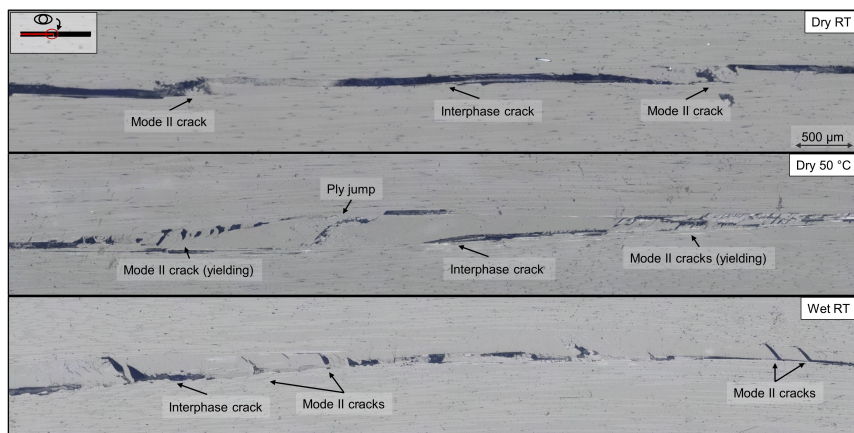 Dry RT
Mode II crack
Interphase crack
Mode II crack
500 µm
Dry 50 °C
Ply jump
Mode II crack (yielding)
Interphase crack
Mode II cracks (yielding)
Wet RT
Interphase crack
Mode II cracks
Mode II cracks